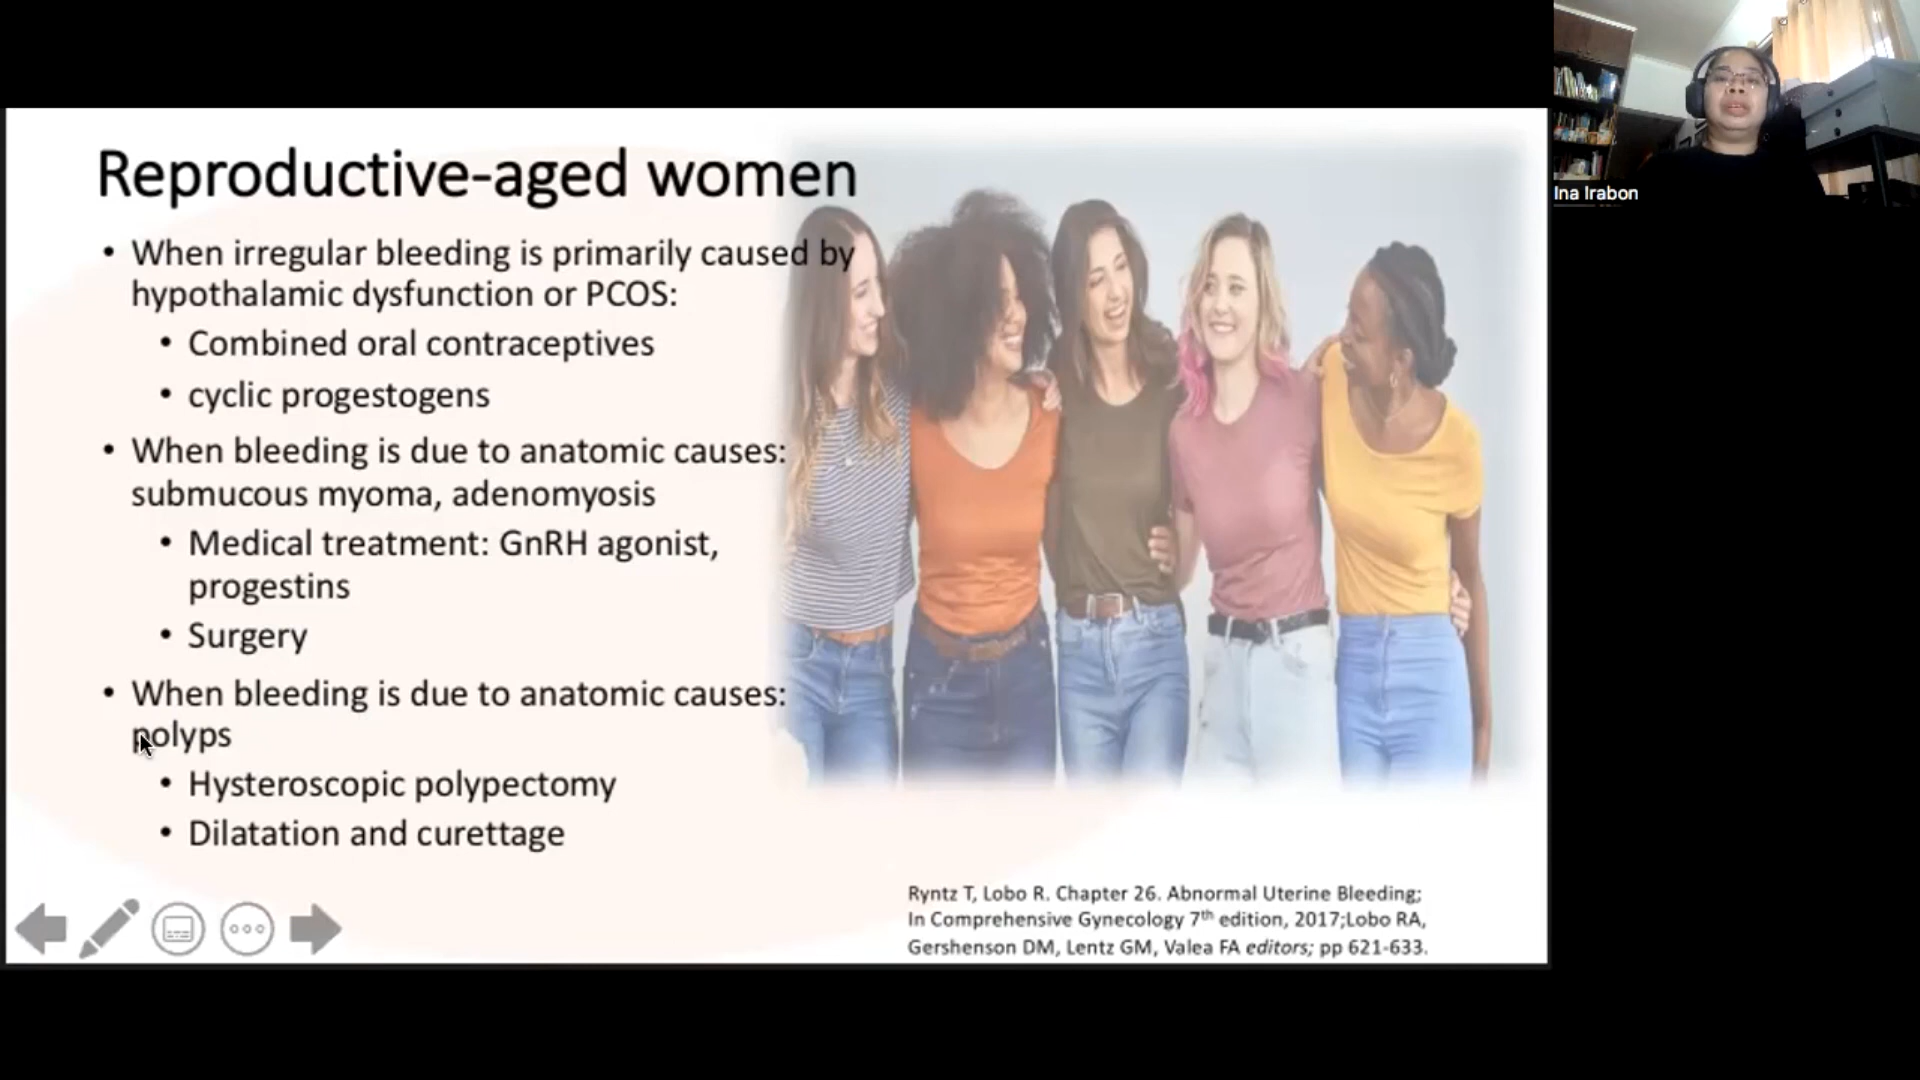 Reproductive-aged women
• When irregular bleeding is primarily caused by
hypothalamic dysfunction or PCOS:
• Combined oral contraceptives
• cyclic progestogens
• When bleeding is due to anatomic causes:
submucous myoma, adenomyosis
• Medical treatment: GnRH agonist,
progestins
• Surgery
• When bleeding is due to anatomic causes:
polyps
• Hysteroscopic polypectomy
• Dilatation and curettage
Ryntz T, Lobo R. Chapter 26. Abnormal Uterine Bleeding;
In Comprehensive Gynecology 7th edition, 2017;Lobo RA,
Gershenson DM, Lentz GM, Valea FA editors; pp 621-633.
Ina Irabon